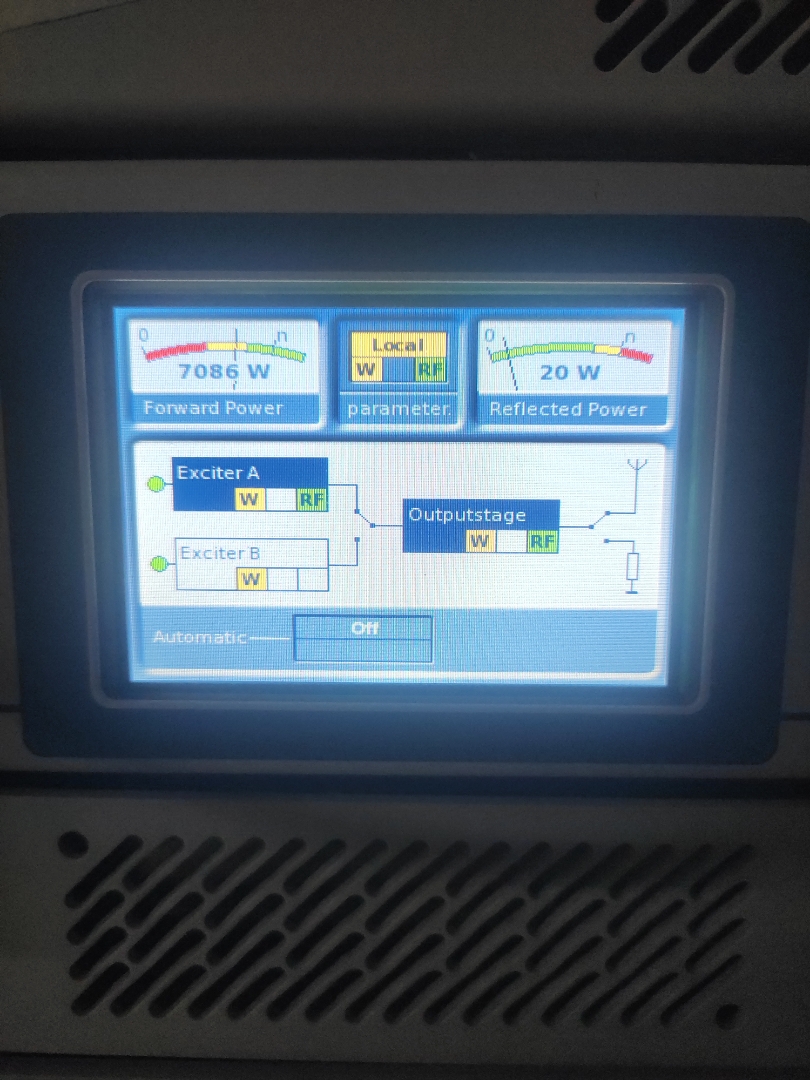 0 n
7086 W
Forward Power
Local
W RF
parameter.
0 n
20 W
Reflected Power
Exciter A
W RF
Exciter B
W
Outputstage
W RF
Automatic
Off